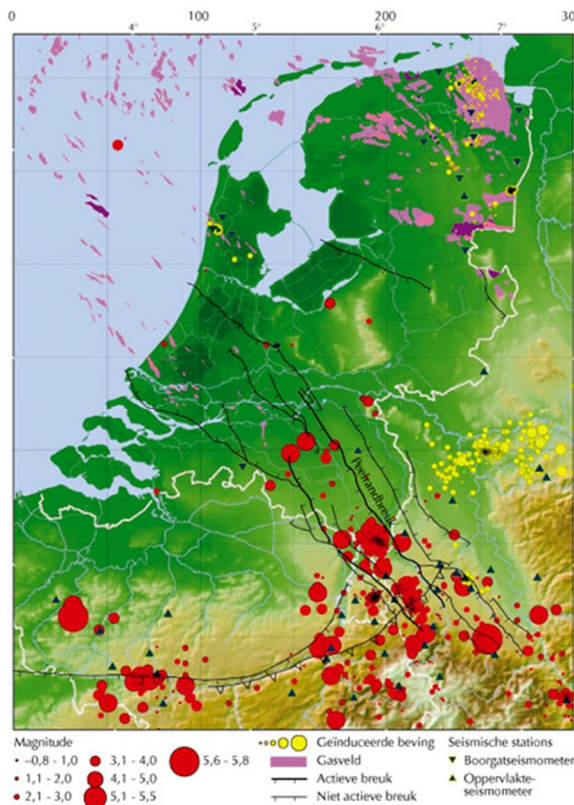 0 100 200 30
4° 5° 6° 7°
Peelrandbreuk
Magnitude
–0,8 - 1,0
1,1 - 2,0
2,1 - 3,0
3,1 - 4,0
4,1 - 5,0
5,1 - 5,5
5,6 - 5,8
Geïnduceerde beving
Gasveld
Actieve breuk
Niet actieve breuk
Seismische stations
Boorgatseismometer
Oppervlakte-
seismometer